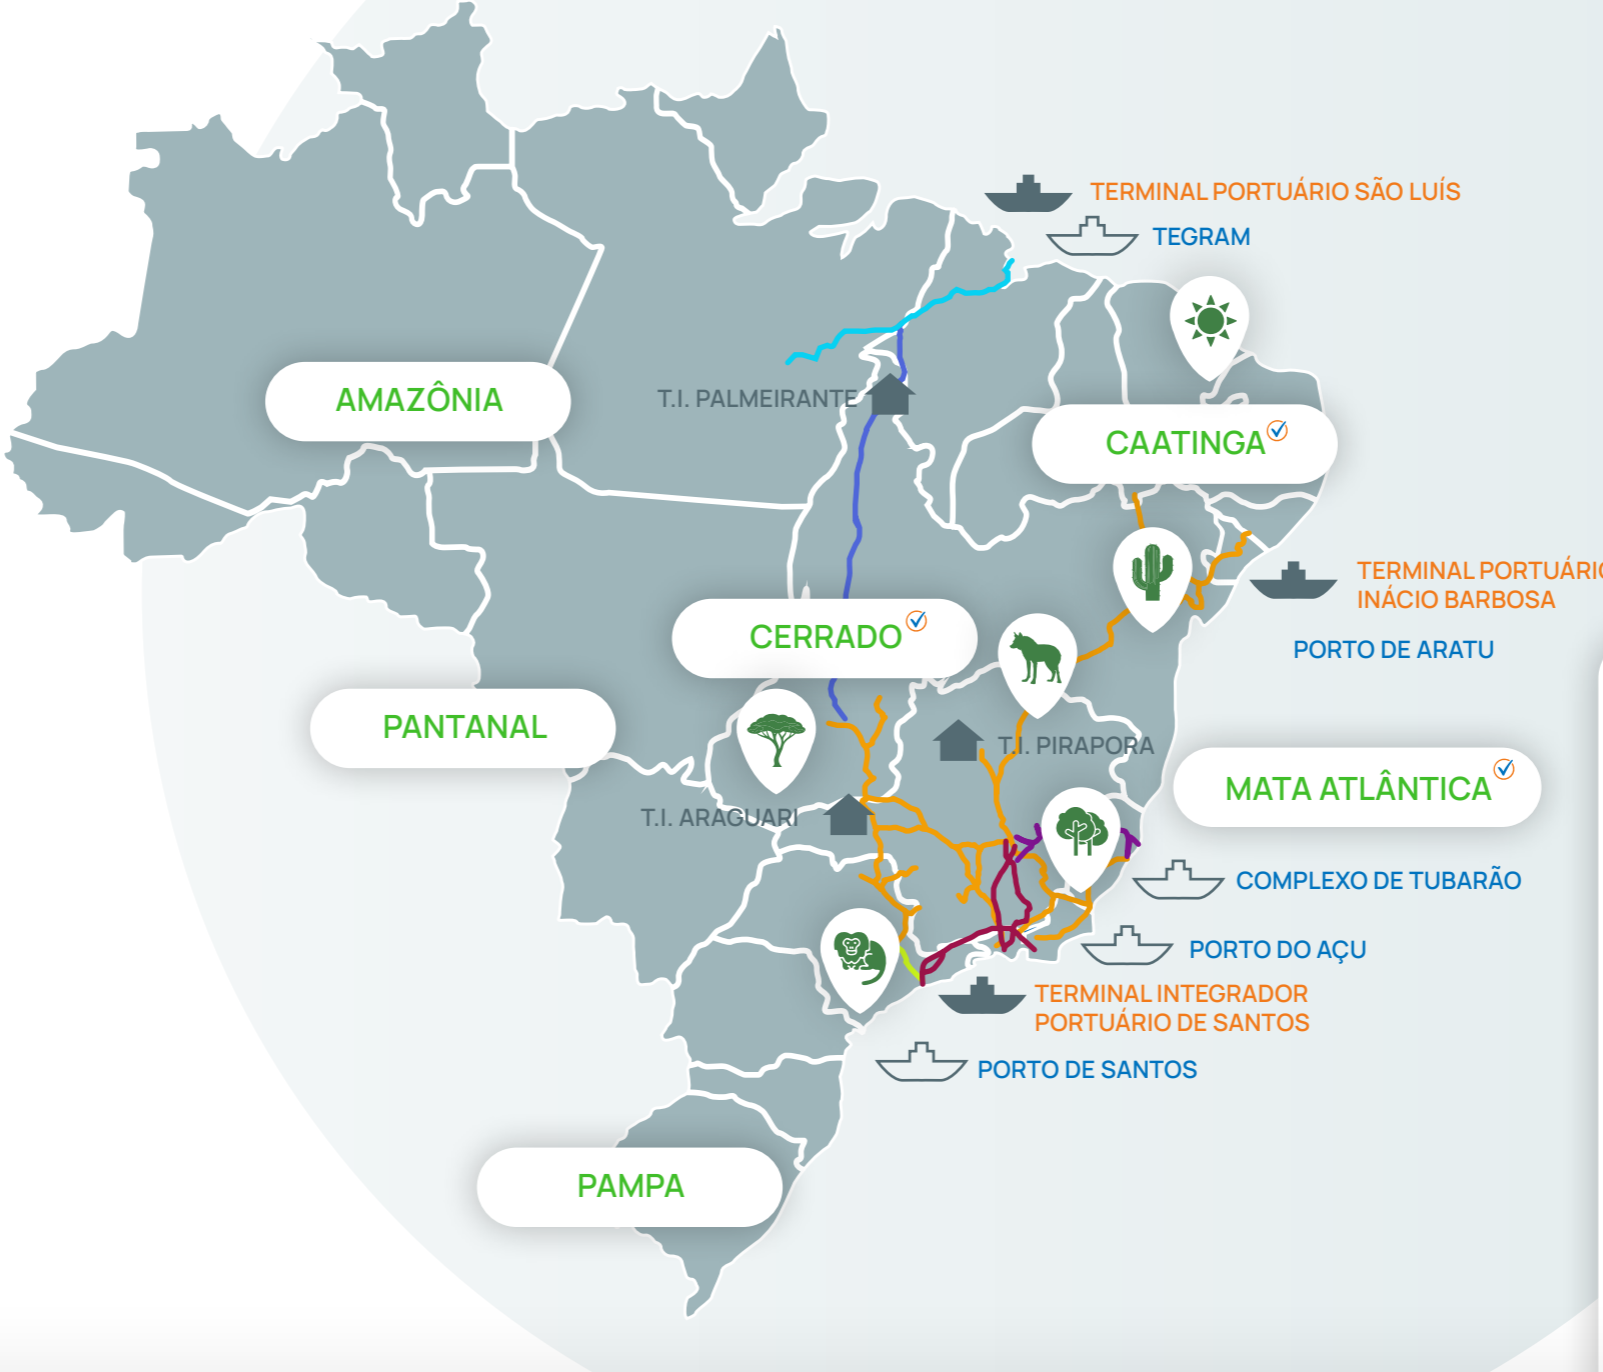 TERMINAL PORTUÁRIO SÃO LUÍS
TEGRAM
T.I. PALMEIRANTE
AMAZÔNIA
CAATINGA
TERMINAL PORTUÁRIO
INÁCIO BARBOSA
CERRADO
PORTO DE ARATU
PANTANAL
T.I. PIRAPORA
MATA ATLÂNTICA
T.I. ARAGUARI
COMPLEXO DE TUBARÃO
PORTO DO AÇU
TERMINAL INTEGRADOR
PORTUÁRIO DE SANTOS
PORTO DE SANTOS
PAMPA